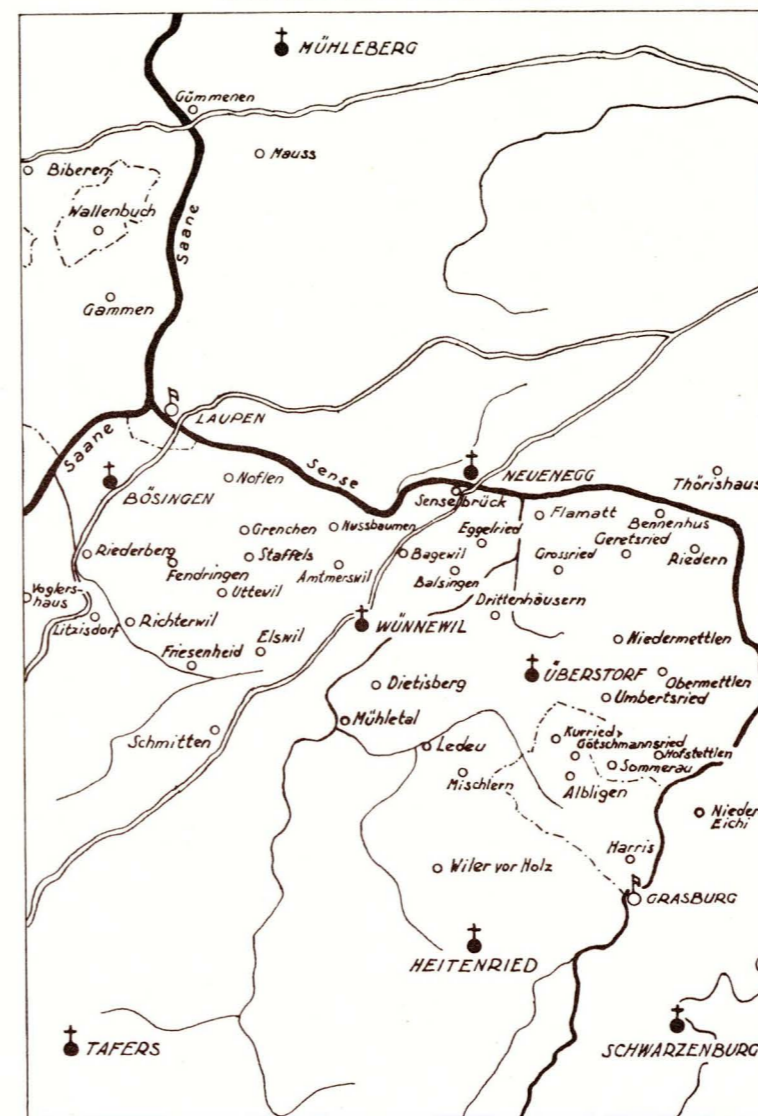 MÜHLEBERG
Gümmenen
Mauss
Biberen
Wallenbuch
Saane
Gammen
LAUPEN
Saane
Sense
BÖSINGEN
Noflen
NEUENEGG
Thörishaus
Sensebrück
Flamatt
Bennenhus
Grenchen
Nussbaumen
Eggelried
Geretsried
Riederberg
Staffels
Bagewil
Grossried
Riedern
Fendringen
Amtmerswil
Balsingen
Voglers-
haus
Uttewil
Litzisdorf
Richterwil
WÜNNEWIL
Drittenhäusern
Niedermettlen
Friesenheid
Elswil
Dietisberg
ÜBERSTORF
Obermettlen
Umbertsried
Schmitten
Mühletal
Ledeu
Kurried
Götschmannsried
Hofstettlen
Mischlern
Sommerau
Albligen
Nieder
Eichi
Harris
Wiler vor Holz
GRASBURG
HEITENRIED
TAFERS
SCHWARZENBURG